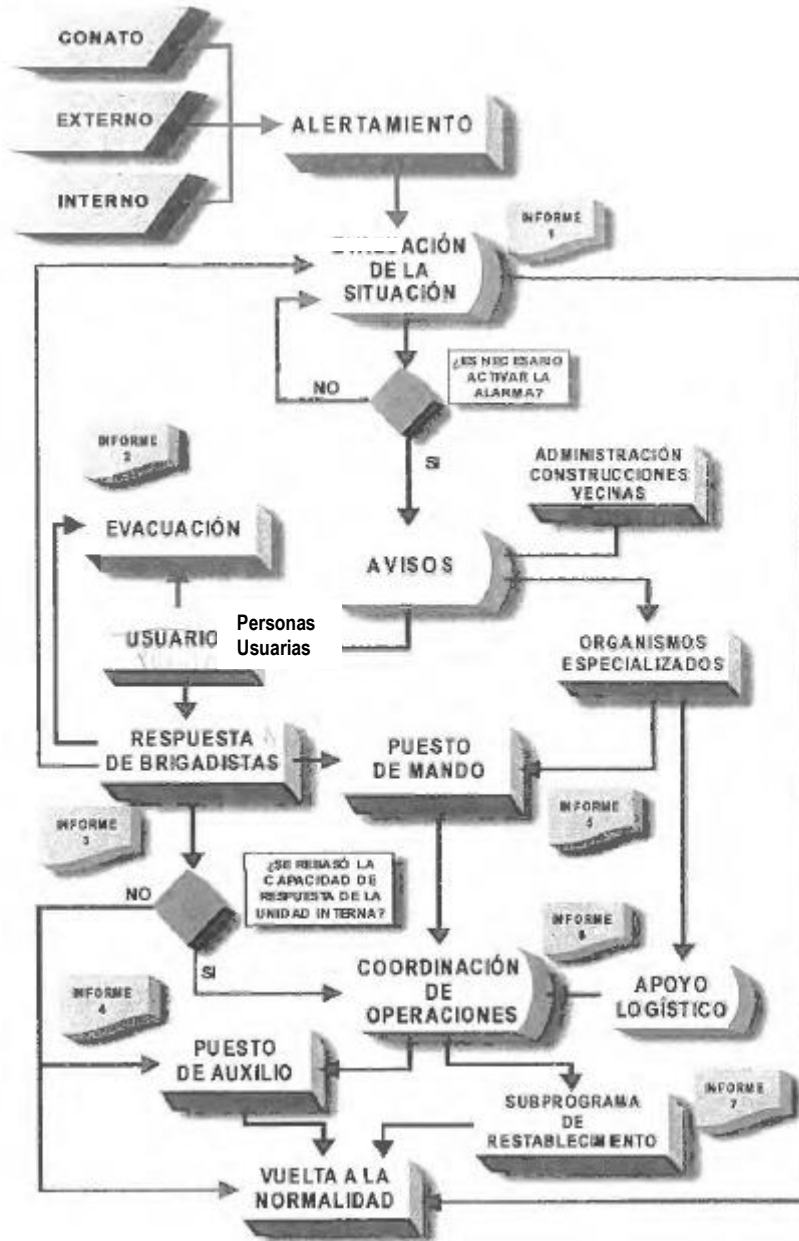 CONATO
EXTERNO
ALERTAMIENTO
INTERNO
INFORME
1
EVALUACIÓN
DE LA
SITUACIÓN
NO
¿ES NECESARIO
ACTIVAR LA
ALARMA?
SI
INFORME
2
ADMINISTRACIÓN
CONSTRUCCIONES
VECINAS
EVACUACIÓN
AVISOS
USUARIO
Personas
Usuarias
ORGANISMOS
ESPECIALIZADOS
RESPUESTA
DE BRIGADISTAS
PUESTO
DE MANDO
INFORME
3
INFORME
5
NO
¿SE REBASÓ LA
CAPACIDAD DE
RESPUESTA DE LA
UNIDAD INTERNA?
SI
INFORME
6
COORDINACIÓN
DE
OPERACIONES
APOYO
LOGÍSTICO
INFORME
4
PUESTO
DE AUXILIO
SUBPROGRAMA
DE
RESTABLECIMIENTO
INFORME
7
VUELTA A LA
NORMALIDAD